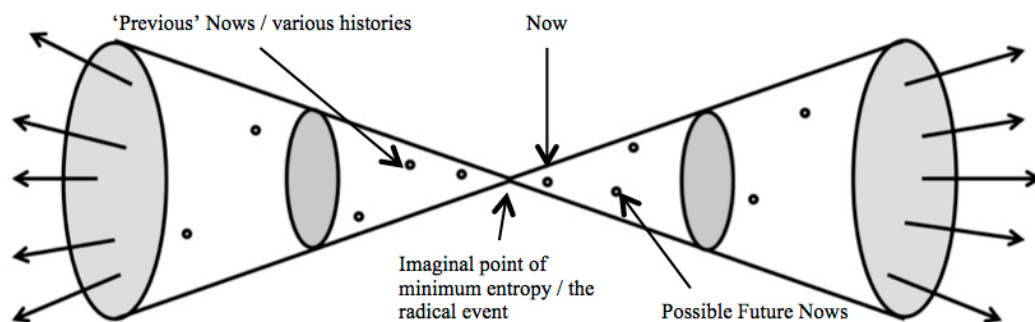 ‘Previous’ Nows / various histories
Now
Imaginal point of
minimum entropy / the
radical event
Possible Future Nows